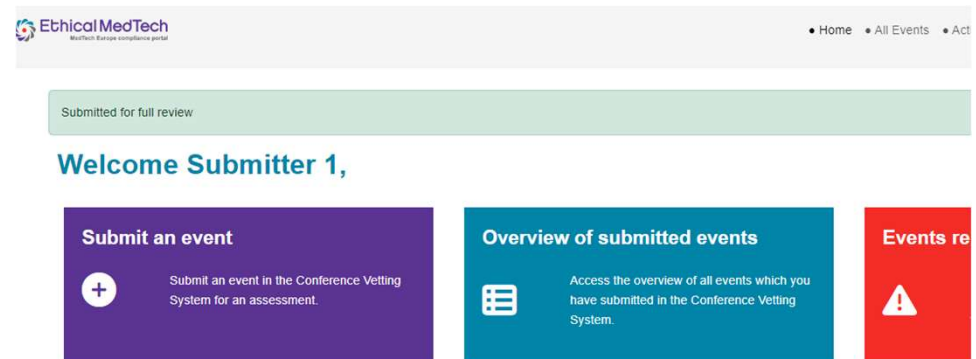 Ethical MedTech
MedTech Europe compliance portal
• Home • All Events • Act
Submitted for full review
Welcome Submitter 1,
Submit an event
Submit an event in the Conference Vetting
System for an assessment.
Overview of submitted events
Access the overview of all events which you
have submitted in the Conference Vetting
System.
Events re